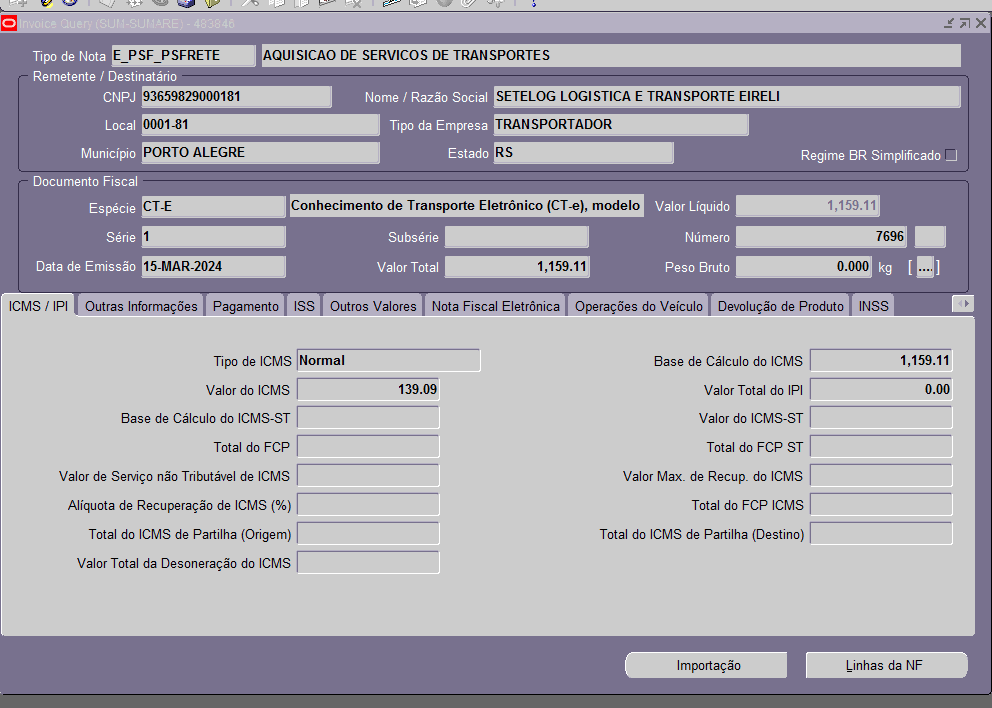 Invoice Query (SUN-SUMARE) - 483846
Tipo de Nota E_PSF_PSFRETE AQUISICAO DE SERVICOS DE TRANSPORTES
Remetente / Destinatário
CNPJ 93659829000181 Nome / Razão Social SETELOG LOGISTICA E TRANSPORTE EIRELI
Local 0001-81 Tipo da Empresa TRANSPORTADOR
Município PORTO ALEGRE Estado RS Regime BR Simplificado
Documento Fiscal
Espécie CT-E Conhecimento de Transporte Eletrônico (CT-e), modelo Valor Líquido 1,159.11
Série 1 Subsérie Número 7696
Data de Emissão 15-MAR-2024 Valor Total 1,159.11 Peso Bruto 0.000 kg [ .... ]
ICMS / IPI Outras Informações Pagamento ISS Outros Valores Nota Fiscal Eletrônica Operações do Veículo Devolução de Produto INSS
Tipo de ICMS Normal Base de Cálculo do ICMS 1,159.11
Valor do ICMS 139.09 Valor Total do IPI 0.00
Base de Cálculo do ICMS-ST Valor do ICMS-ST
Total do FCP Total do FCP ST
Valor de Serviço não Tributável de ICMS Valor Max. de Recup. do ICMS
Alíquota de Recuperação de ICMS (%) Total do FCP ICMS
Total do ICMS de Partilha (Origem) Total do ICMS de Partilha (Destino)
Valor Total da Desoneração do ICMS
Importação Linhas da NF